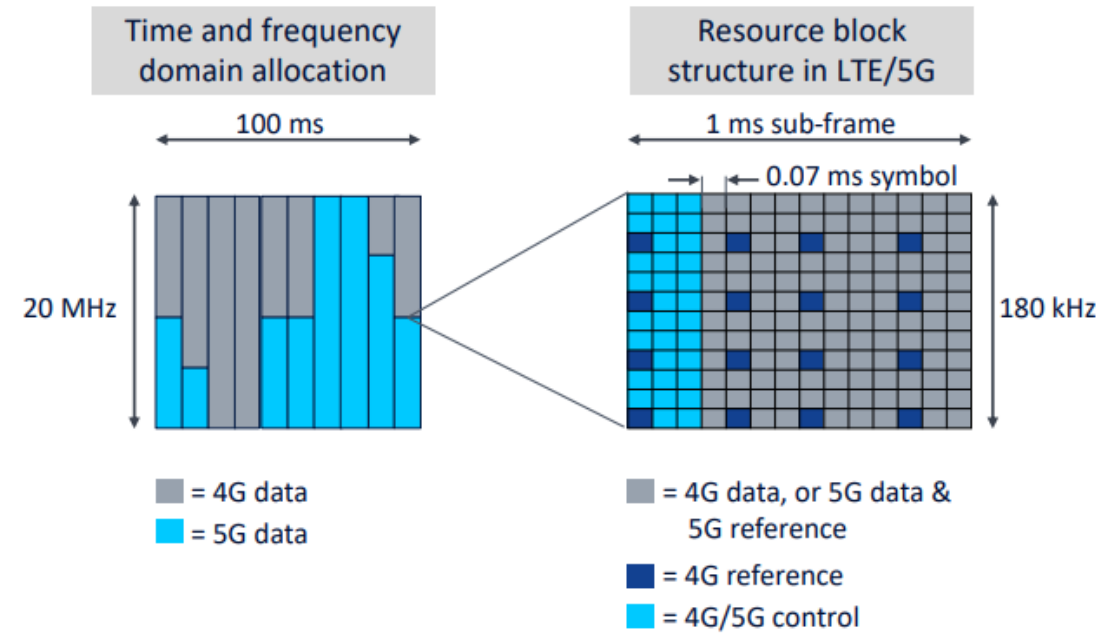 Time and frequency
domain allocation
Resource block
structure in LTE/5G
100 ms
1 ms sub-frame
0.07 ms symbol
20 MHz
180 kHz
= 4G data
= 5G data
= 4G data, or 5G data &
5G reference
= 4G reference
= 4G/5G control